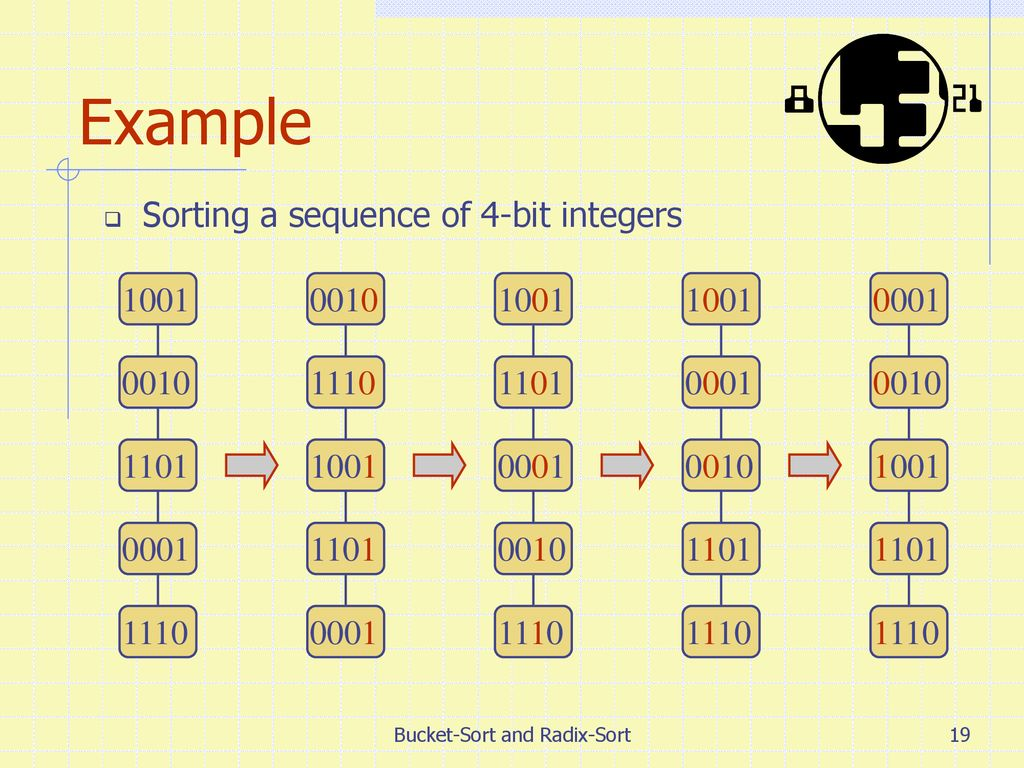 Example
Sorting a sequence of 4-bit integers
1001 0010 1001 1001 0001
0010 1110 1101 0001 0010
1101 1001 0001 0010 1001
0001 1101 0010 1101 1101
1110 0001 1110 1110 1110
Bucket-Sort and Radix-Sort 19